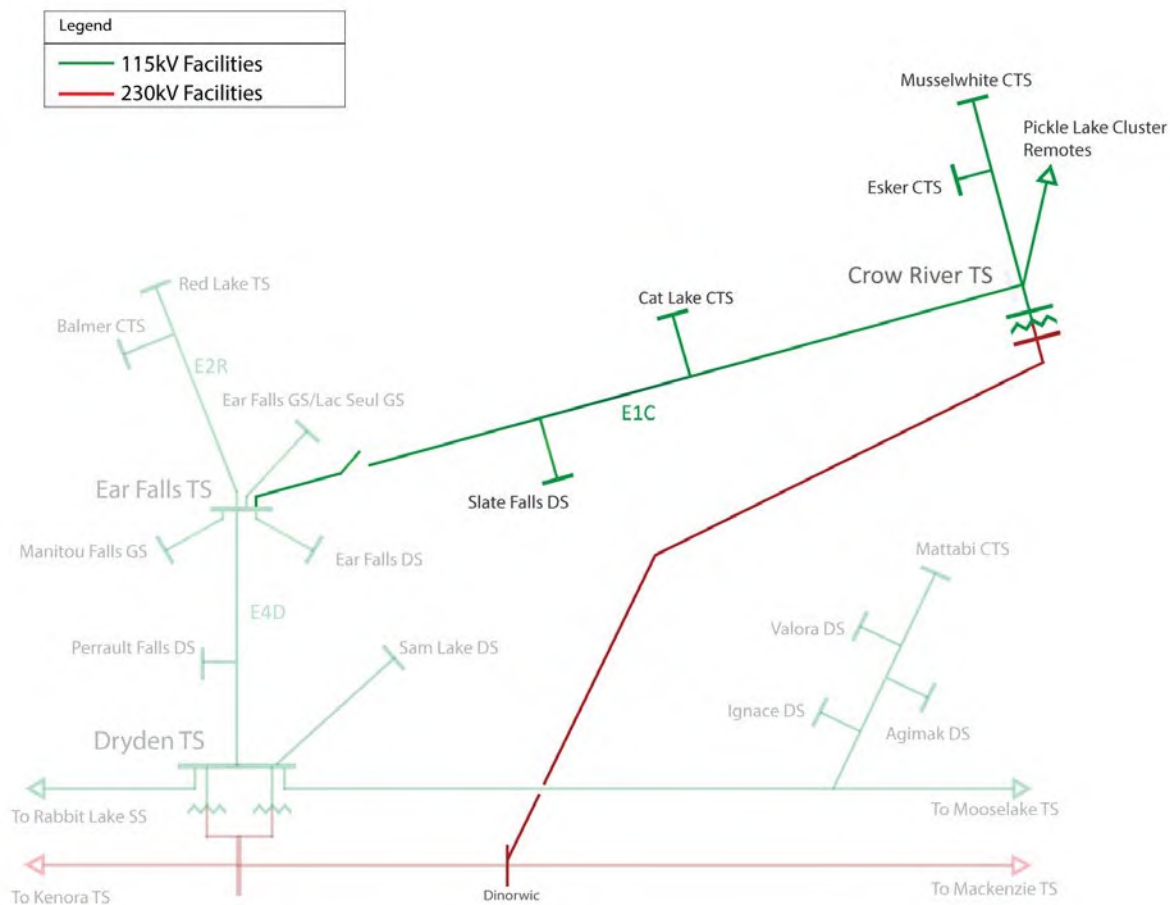 Legend
115kV Facilities
230kV Facilities
Musselwhite CTS
Pickle Lake Cluster
Remotes
Esker CTS
Crow River TS
Cat Lake CTS
Red Lake TS
Balmer CTS
E2R
Ear Falls GS/Lac Seul GS
E1C
Ear Falls TS
Slate Falls DS
Manitou Falls GS
Ear Falls DS
Mattabi CTS
E4D
Valora DS
Perrault Falls DS
Sam Lake DS
Ignace DS
Agimak DS
Dryden TS
To Rabbit Lake SS
To Mooselake TS
To Kenora TS
Dinorwic
To Mackenzie TS